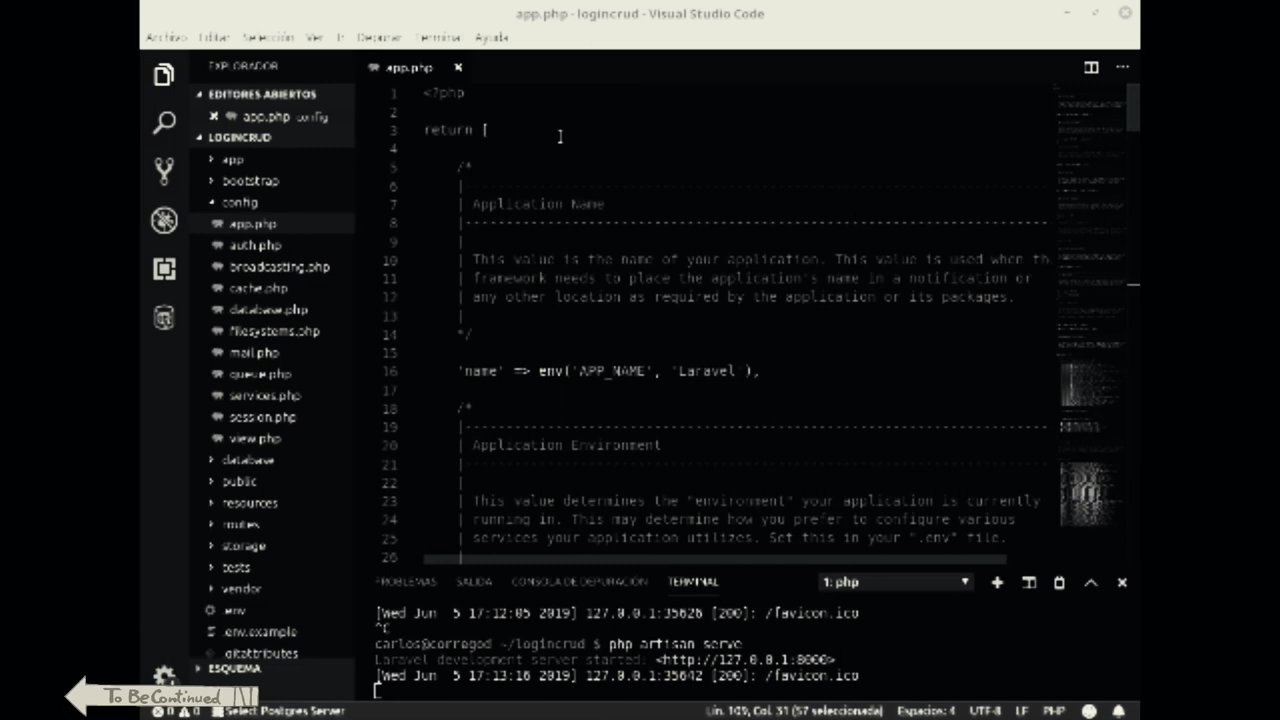 app.php - logincrud - Visual Studio Code
Archivo Editar Selección Ver Ir Depurar Terminal Ayuda
EXPLORADOR
EDITORES ABIERTOS
app.php config
LOGINCRUD
app
bootstrap
config
app.php
auth.php
broadcasting.php
cache.php
database.php
filesystems.php
mail.php
queue.php
services.php
session.php
view.php
database
public
resources
routes
storage
tests
vendor
.env
.env.example
.gitattributes
ESQUEMA
app.php
1 <?php
2
3 return [
4
5 /*
6 |--------------------------------------------------------------------------
7 | Application Name
8 |--------------------------------------------------------------------------
9 |
10 | This value is the name of your application. This value is used when th
11 | framework needs to place the application's name in a notification or
12 | any other location as required by the application or its packages.
13 |
14 */
15
16 'name' => env('APP_NAME', 'Laravel'),
17
18 /*
19 |--------------------------------------------------------------------------
20 | Application Environment
21 |--------------------------------------------------------------------------
22 |
23 | This value determines the "environment" your application is currently
24 | running in. This may determine how you prefer to configure various
25 | services your application utilizes. Set this in your ".env" file.
26 |
PROBLEMAS SALIDA CONSOLA DE DEPURACIÓN TERMINAL 1: php
[Wed Jun 5 17:12:05 2019] 127.0.0.1:35626 [200]: /favicon.ico
^C
carlos@corregod ~/logincrud $ php artisan serve
Laravel development server started: <http://127.0.0.1:8000>
[Wed Jun 5 17:13:16 2019] 127.0.0.1:35642 [200]: /favicon.ico
To Be Continued
0 0 Select Postgres Server Lín. 109, Col. 31 (57 seleccionada) Espacios: 4 UTF-8 LF PHP